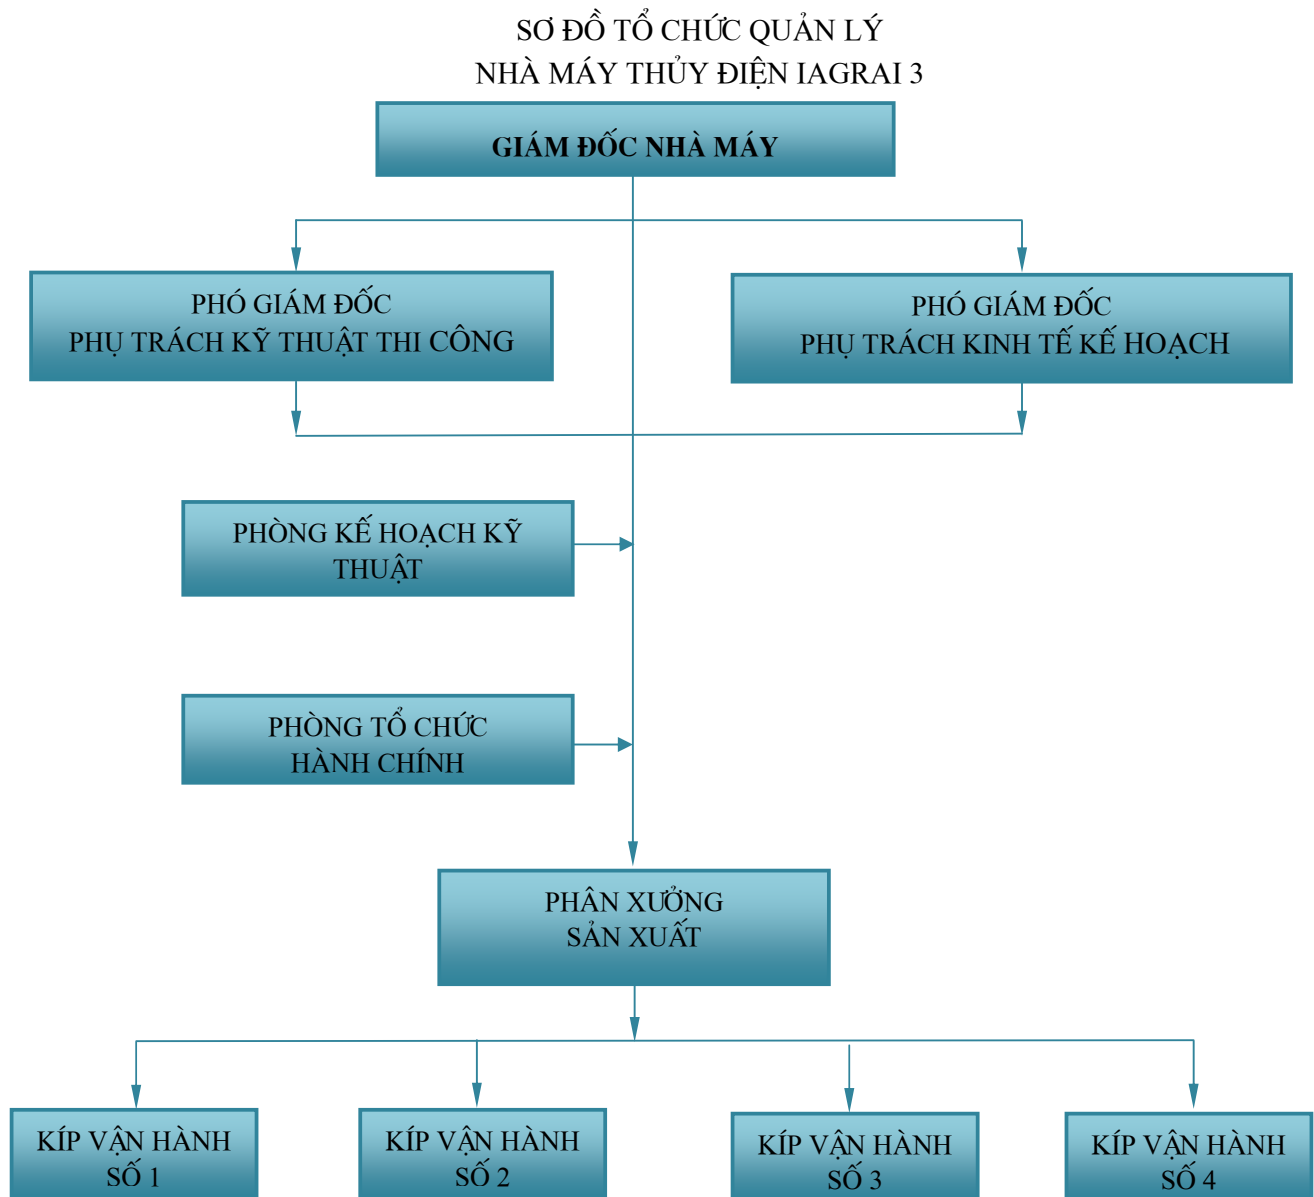 SƠ ĐỒ TỔ CHỨC QUẢN LÝ
NHÀ MÁY THỦY ĐIỆN IAGRAI 3
GIÁM ĐỐC NHÀ MÁY
PHÓ GIÁM ĐỐC
PHỤ TRÁCH KỸ THUẬT THI CÔNG
PHÓ GIÁM ĐỐC
PHỤ TRÁCH KINH TẾ KẾ HOẠCH
PHÒNG KẾ HOẠCH KỸ
THUẬT
PHÒNG TỔ CHỨC
HÀNH CHÍNH
PHÂN XƯỞNG
SẢN XUẤT
KÍP VẬN HÀNH
SỐ 1
KÍP VẬN HÀNH
SỐ 2
KÍP VẬN HÀNH
SỐ 3
KÍP VẬN HÀNH
SỐ 4